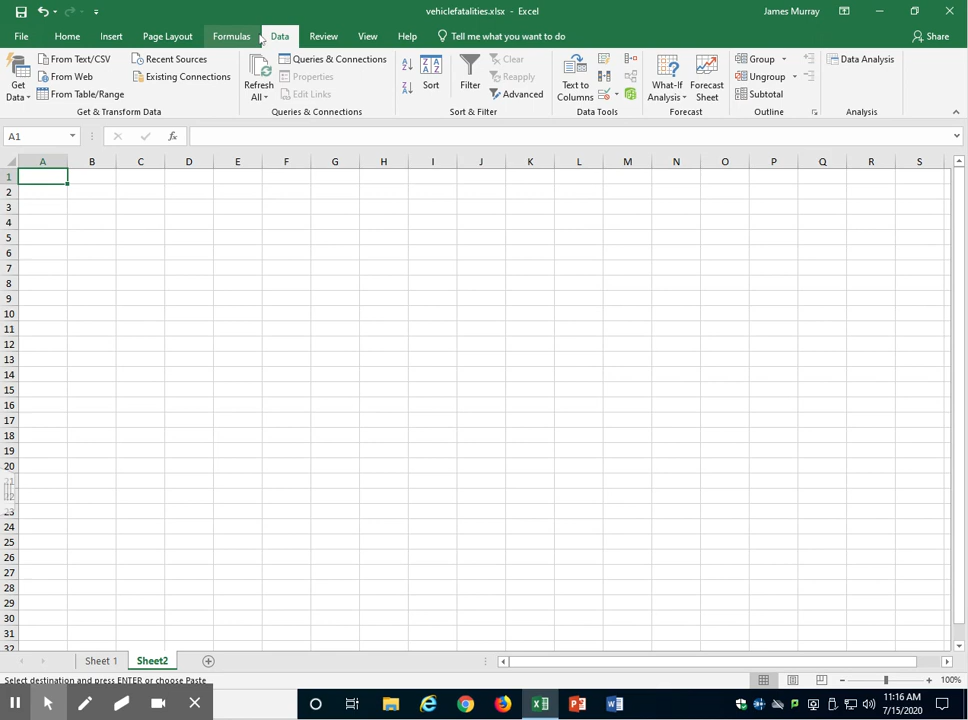 vehiclefatalities.xlsx - Excel
James Murray
File Home Insert Page Layout Formulas Data Review View Help Tell me what you want to do Share
Get Data
From Text/CSV
From Web
From Table/Range
Recent Sources
Existing Connections
Get & Transform Data
Refresh All
Queries & Connections
Properties
Edit Links
Queries & Connections
Sort
Filter
Clear
Reapply
Advanced
Sort & Filter
Text to Columns
Data Tools
What-If Analysis
Forecast Sheet
Forecast
Group
Ungroup
Subtotal
Outline
Data Analysis
Analysis
A1
fx
A B C D E F G H I J K L M N O P Q R S
1
2
3
4
5
6
7
8
9
10
11
12
13
14
15
16
17
18
19
20
21
22
23
24
25
26
27
28
29
30
31
32
Sheet 1 Sheet2
Select destination and press ENTER or choose Paste
100%
11:16 AM
7/15/2020